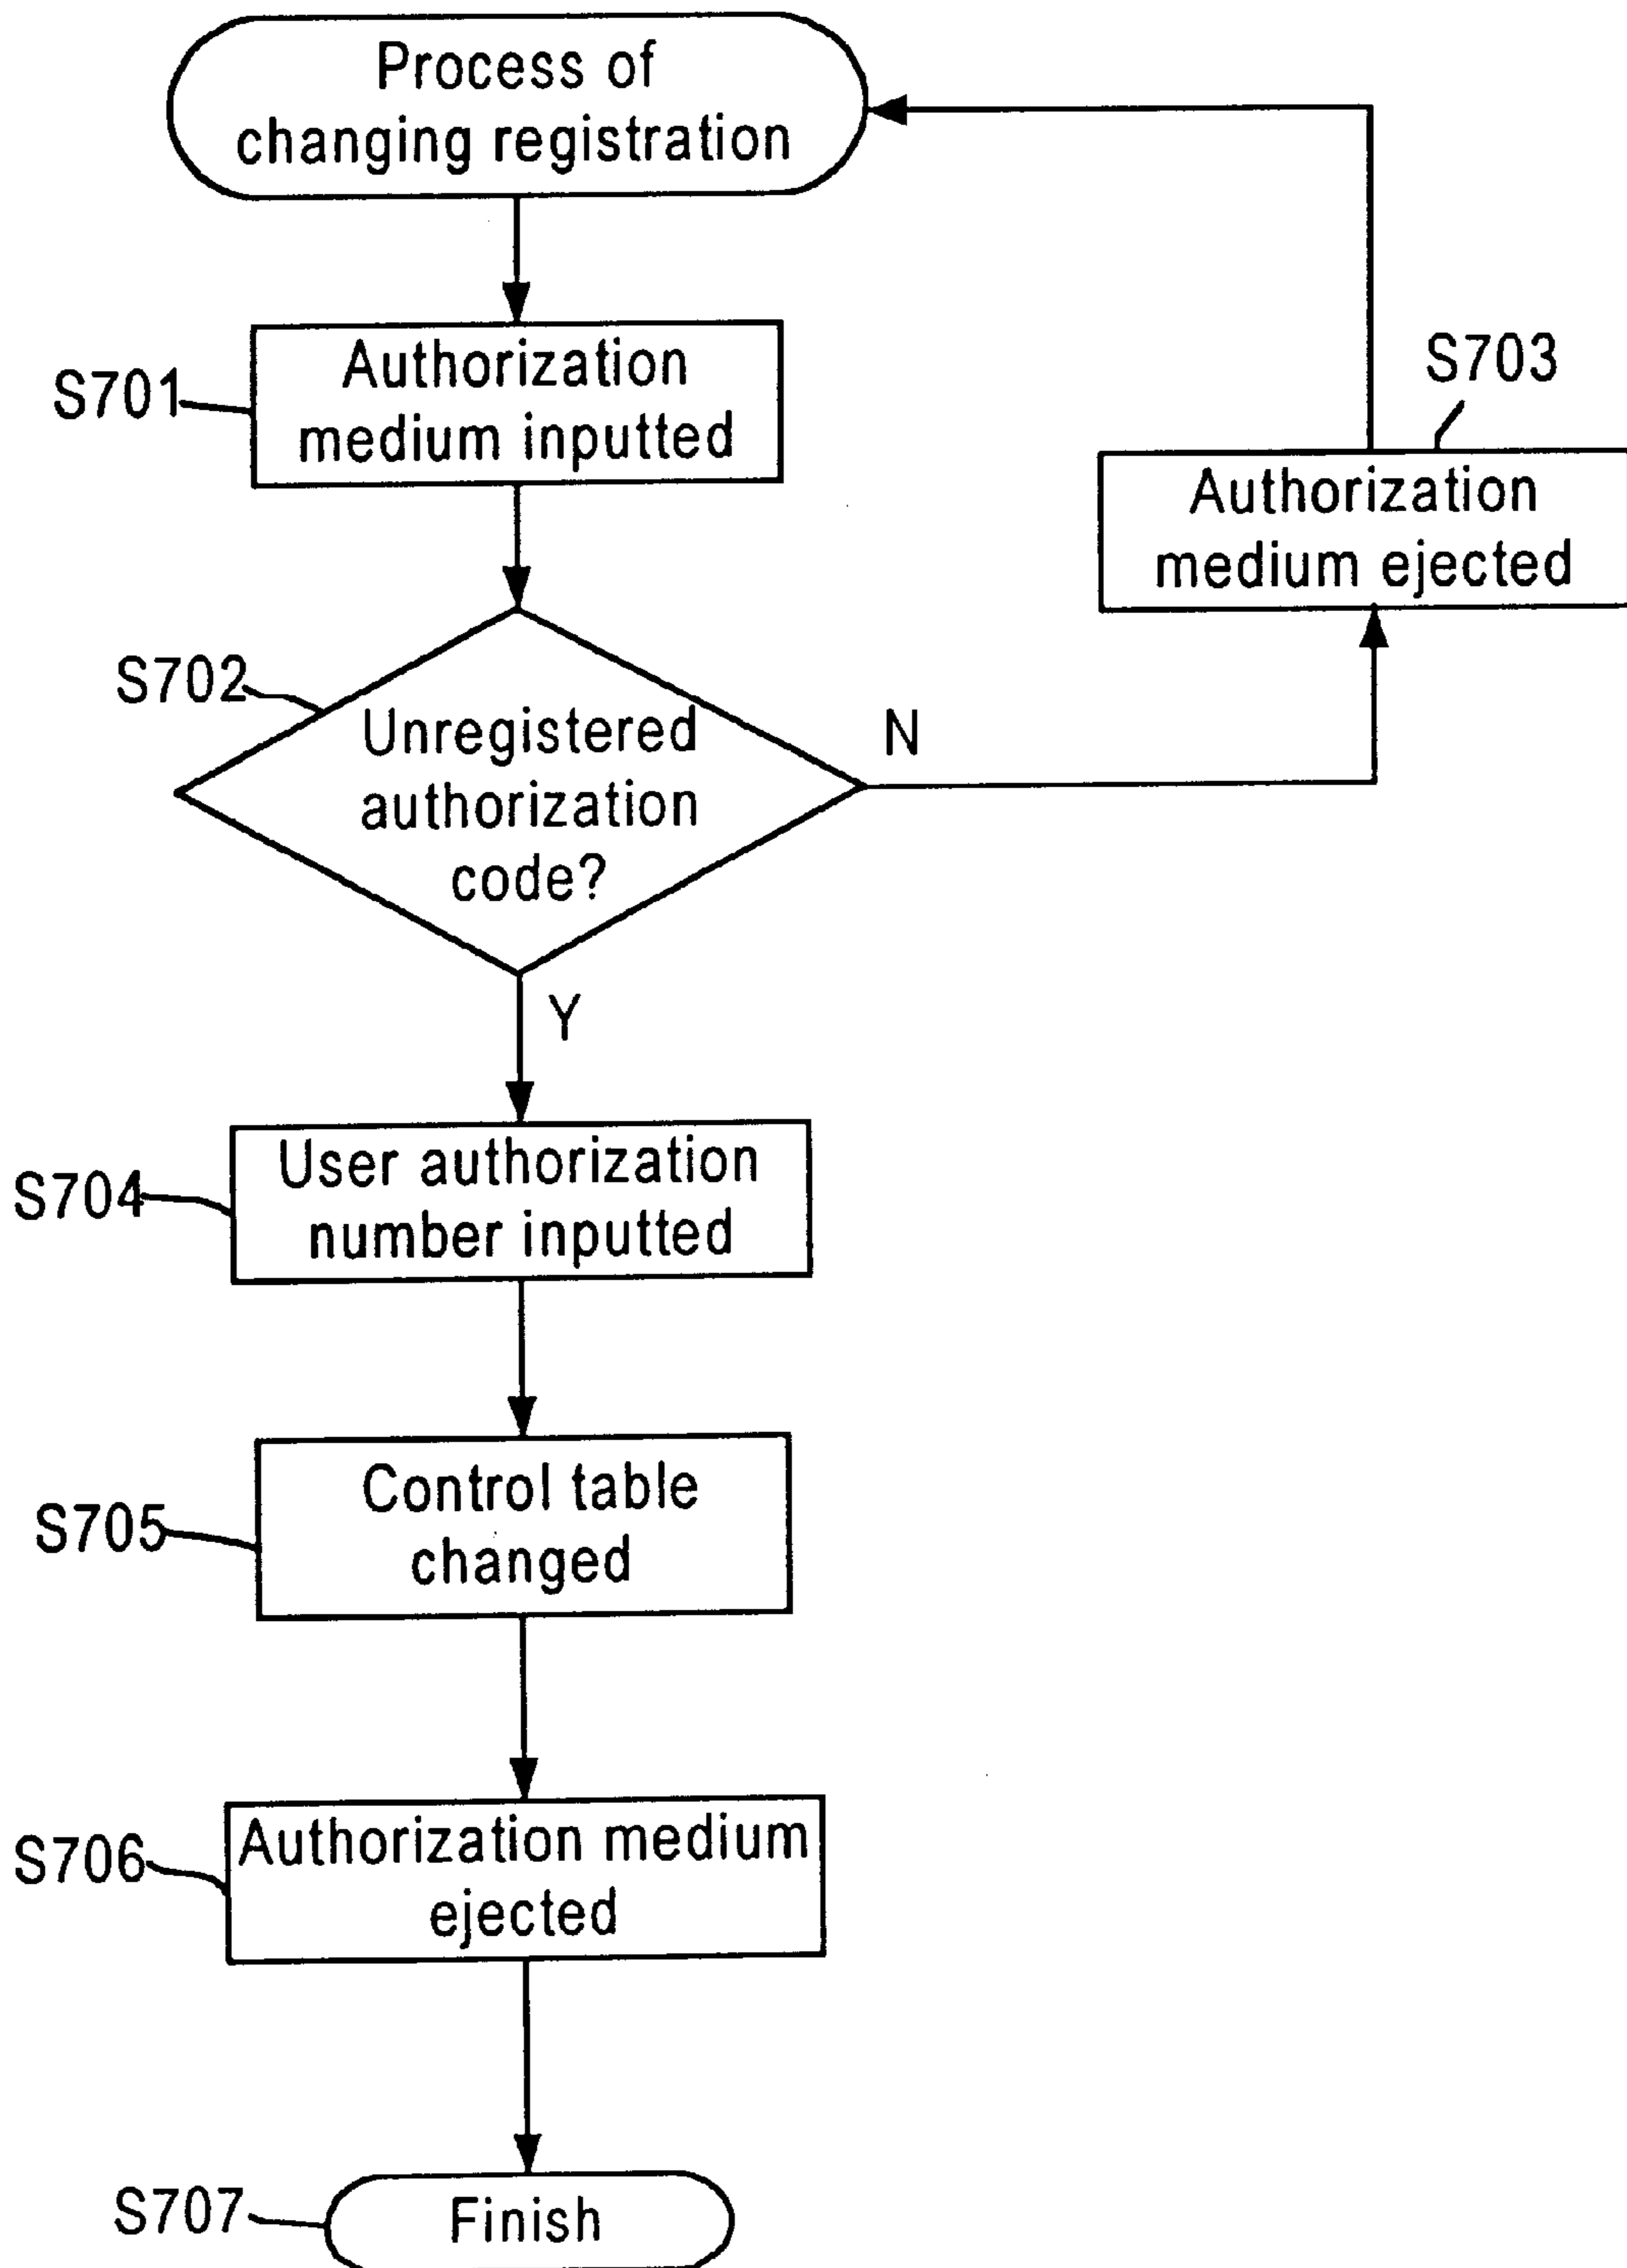 Process of
changing registration
S701
Authorization
medium inputted
S703
Authorization
medium ejected
S702
Unregistered
authorization
code?
N
Y
S704
User authorization
number inputted
S705
Control table
changed
S706
Authorization medium
ejected
S707
Finish